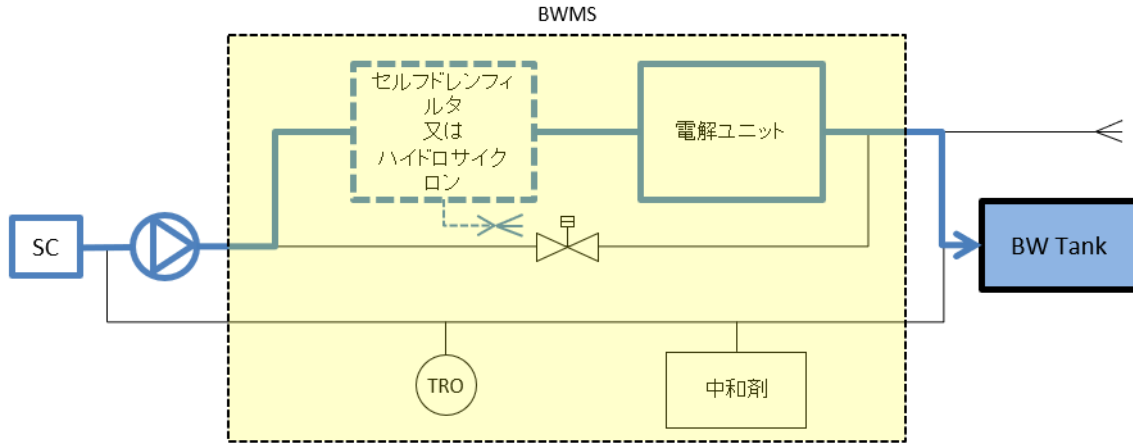 BWMS
セルフドレンフィ
ルタ
又は
ハイドロサイク
ロン
電解ユニット
SC
BW Tank
TRO
中和剤